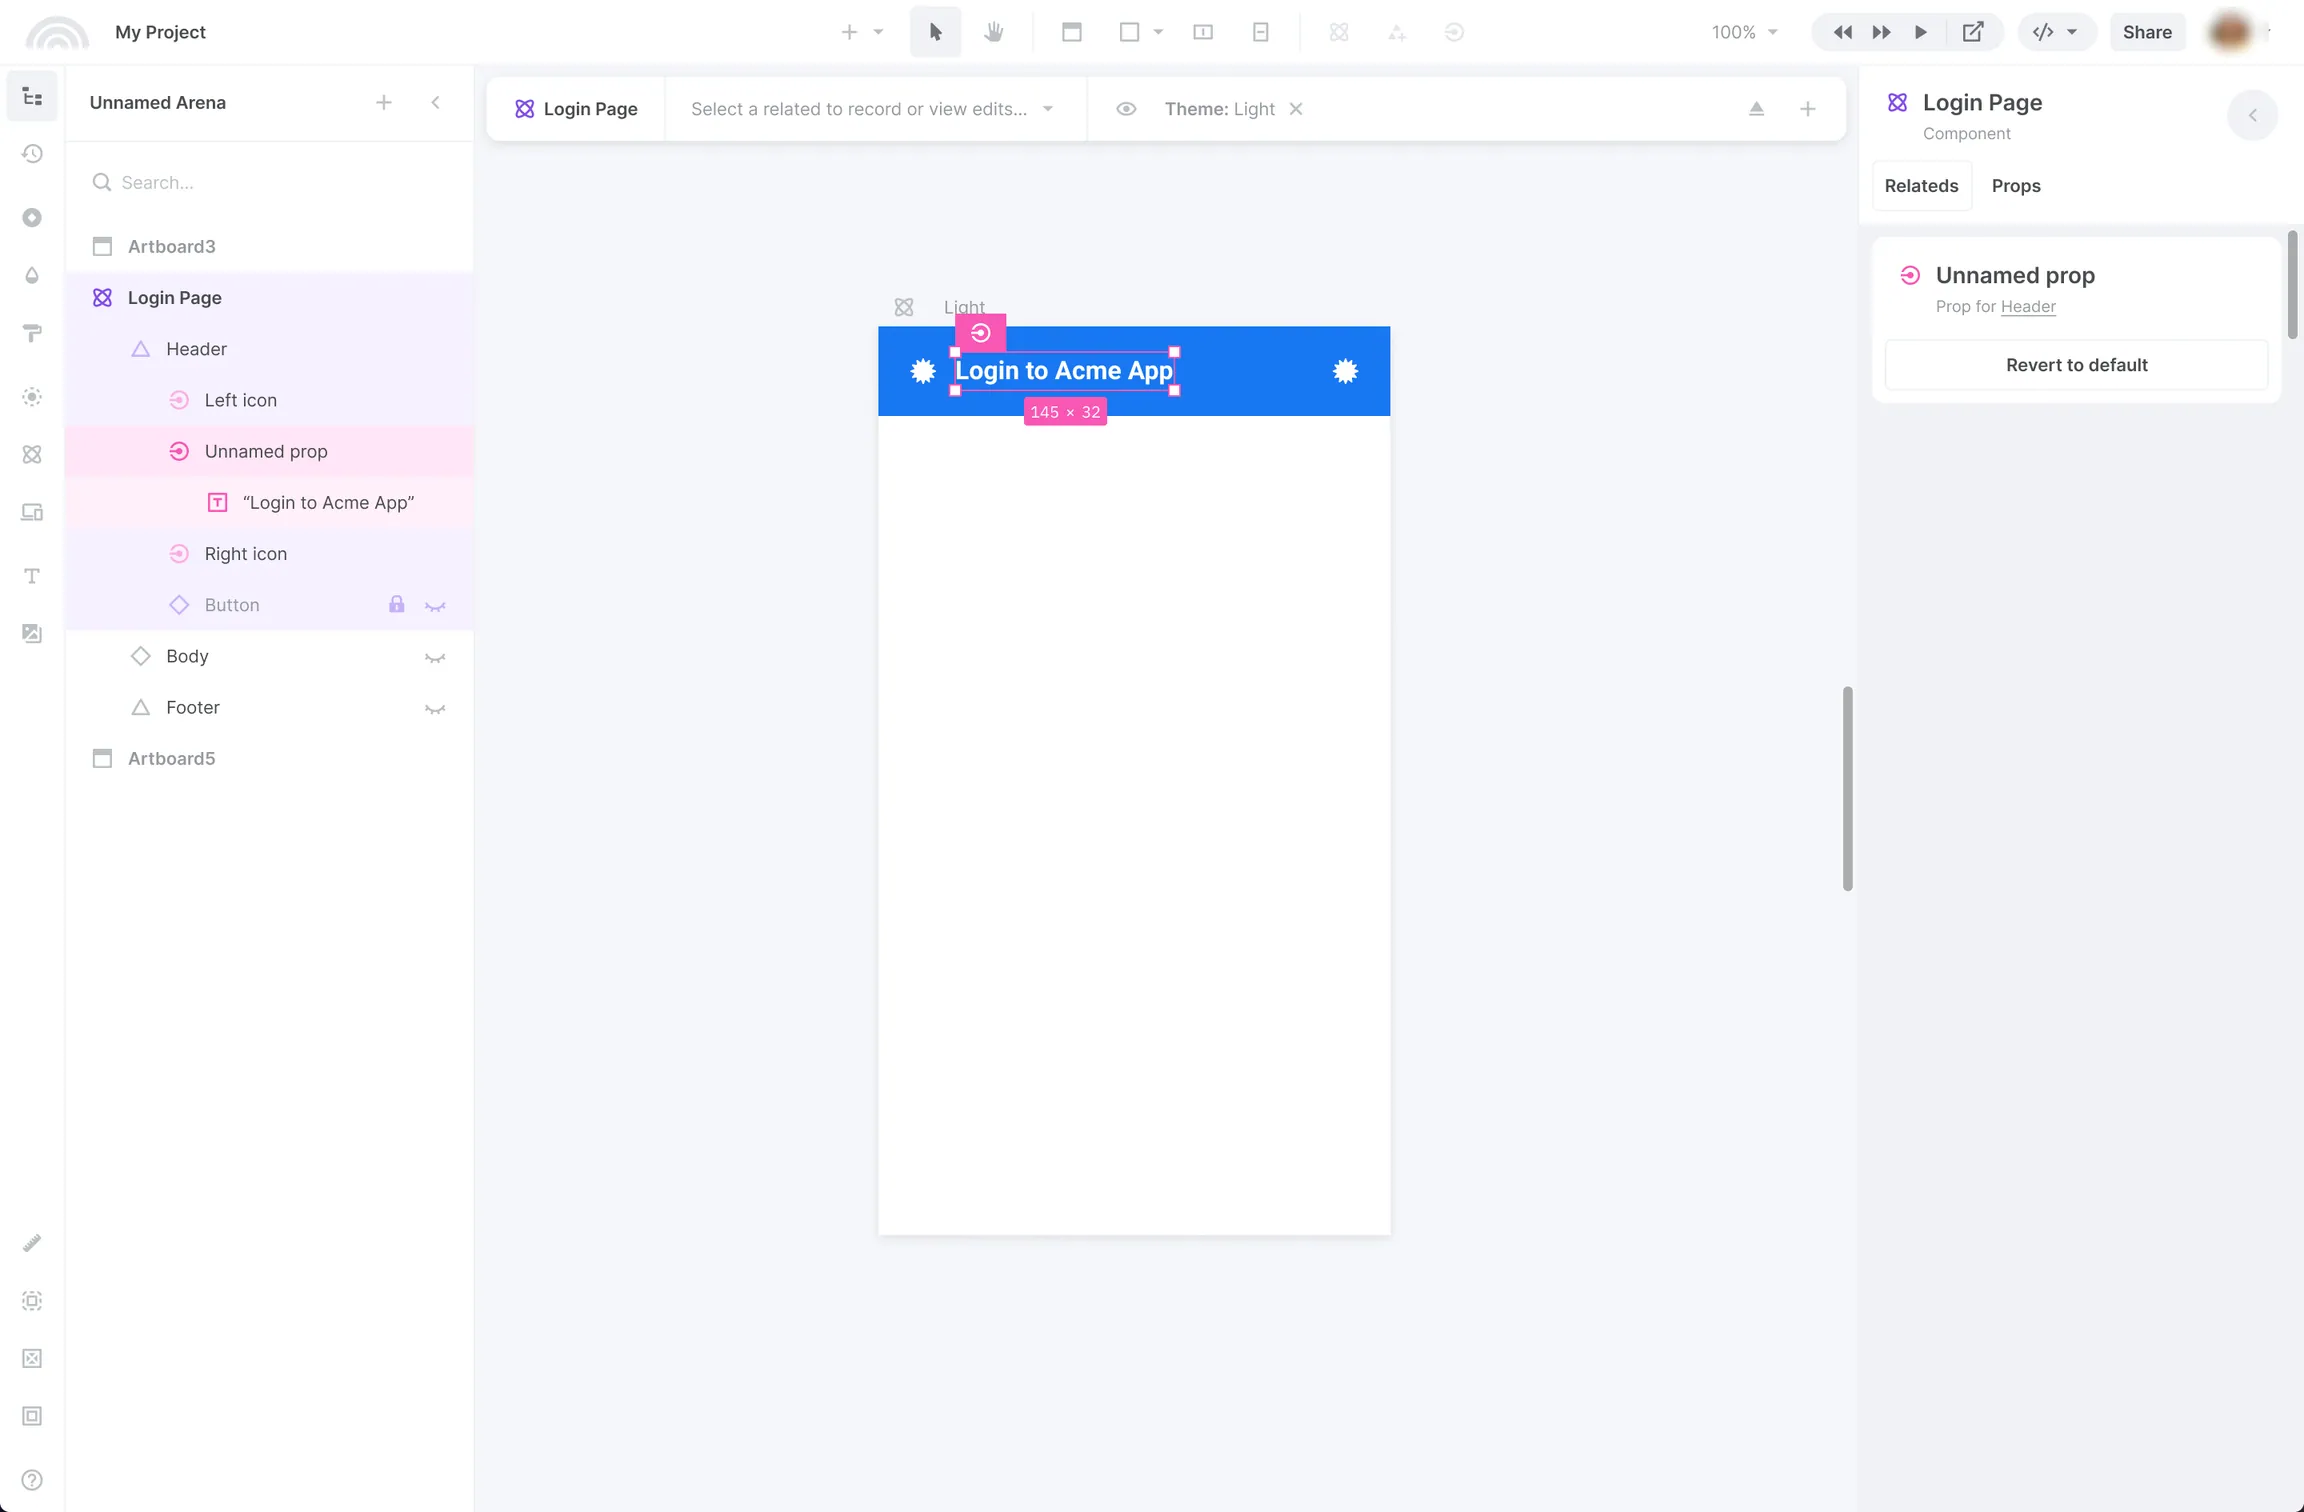 My Project
100%
Share
Unnamed Arena
Search...
Artboard3
Login Page
Header
Left icon
Unnamed prop
“Login to Acme App”
Right icon
Button
Body
Footer
Artboard5
Login Page
Select a related to record or view edits...
Theme: Light
Light
Login to Acme App
145 × 32
Login Page
Component
Relateds
Props
Unnamed prop
Prop for Header
Revert to default